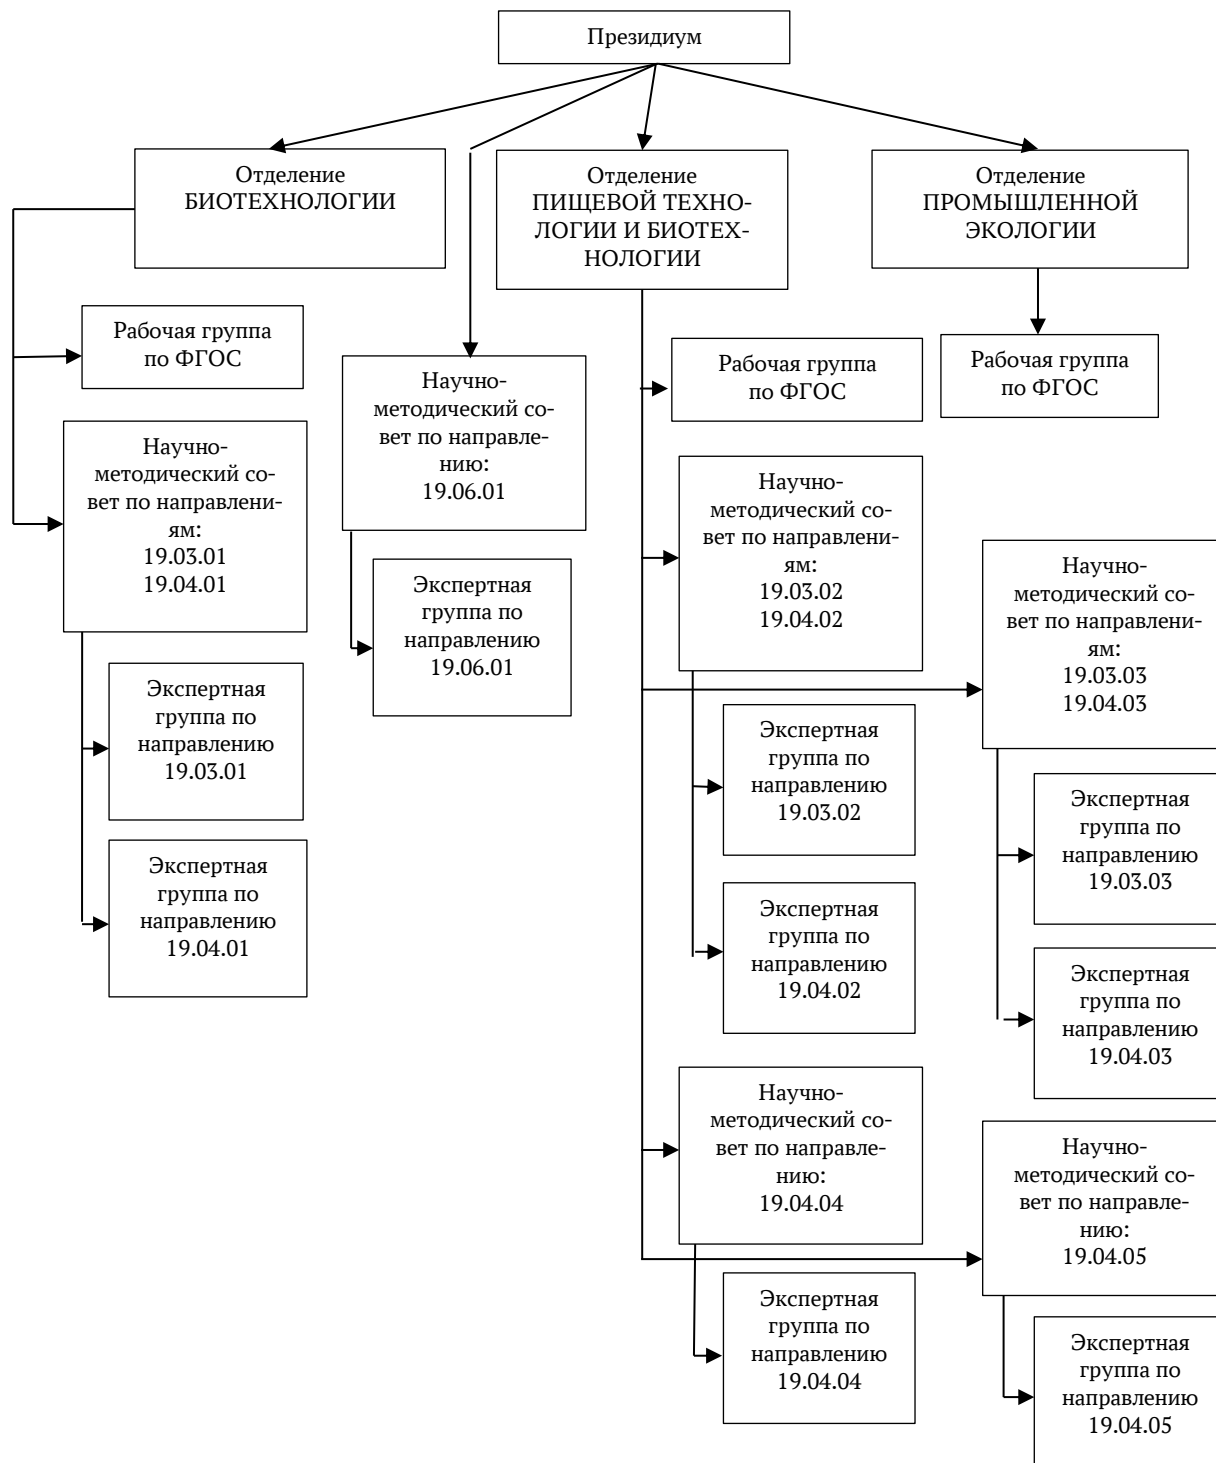 Президиум
Отделение
БИОТЕХНОЛОГИИ
Отделение
ПИЩЕВОЙ ТЕХНО-
ЛОГИИ И БИОТЕХ-
НОЛОГИИ
Отделение
ПРОМЫШЛЕННОЙ
ЭКОЛОГИИ
Рабочая группа
по ФГОС
Научно-
методический со-
вет по направлени-
ям:
19.03.01
19.04.01
Экспертная
группа по
направлению
19.03.01
Экспертная
группа по
направлению
19.04.01
Научно-
методический со-
вет по направле-
нию:
19.06.01
Экспертная
группа по
направлению
19.06.01
Рабочая группа
по ФГОС
Научно-
методический со-
вет по направлени-
ям:
19.03.02
19.04.02
Экспертная
группа по
направлению
19.03.02
Экспертная
группа по
направлению
19.04.02
Научно-
методический со-
вет по направле-
нию:
19.04.04
Экспертная
группа по
направлению
19.04.04
Рабочая группа
по ФГОС
Научно-
методический со-
вет по направлени-
ям:
19.03.03
19.04.03
Экспертная
группа по
направлению
19.03.03
Экспертная
группа по
направлению
19.04.03
Научно-
методический со-
вет по направле-
нию:
19.04.05
Экспертная
группа по
направлению
19.04.05